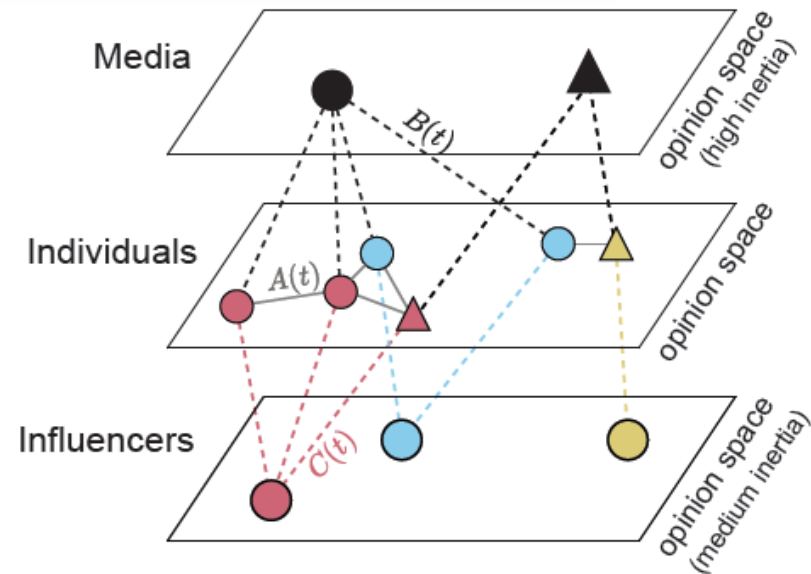 Media
B(t)
opinion space
(high inertia)
Individuals
A(t)
opinion space
Influencers
C(t)
opinion space
(medium inertia)